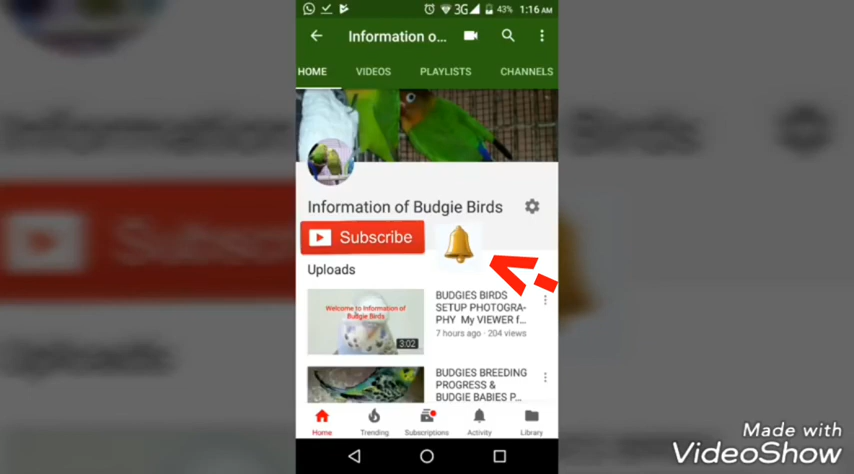 3G 43% 1:16 AM
Information o...
HOME VIDEOS PLAYLISTS CHANNELS
Information of Budgie Birds
Subscribe
Uploads
Welcome to Information of
Budgie Birds
3:02
BUDGIES BIRDS
SETUP PHOTOGRA-
PHY My VIEWER f...
7 hours ago · 204 views
BUDGIES BREEDING
PROGRESS &
BUDGIE BABIES P...
Home Trending Subscriptions Activity Library
Made with
VideoShow